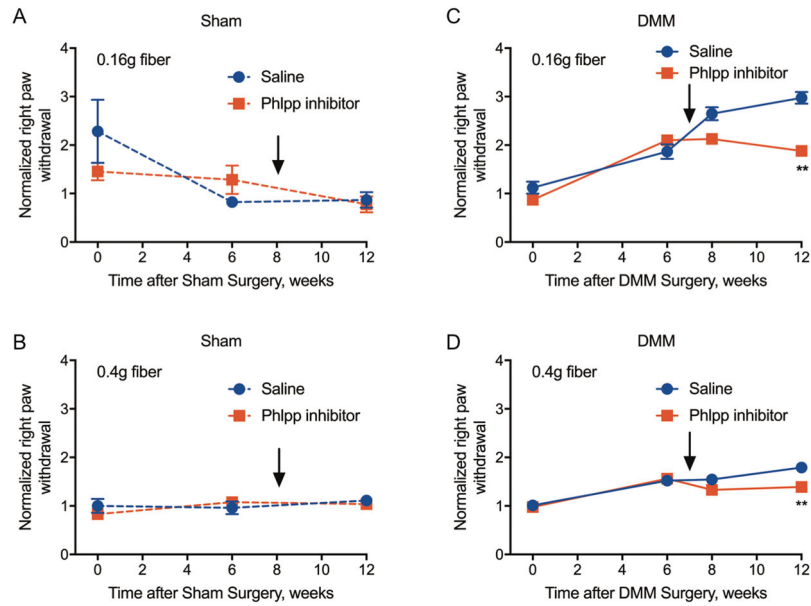 A
Sham
0.16g fiber
Saline
Phlpp inhibitor
4
3
2
1
0
Normalized right paw
withdrawal
0 2 4 6 8 10 12
Time after Sham Surgery, weeks
C
DMM
0.16g fiber
Saline
Phlpp inhibitor
4
3
2
1
0
Normalized right paw
withdrawal
**
0 2 4 6 8 10 12
Time after DMM Surgery, weeks
B
Sham
0.4g fiber
Saline
Phlpp inhibitor
4
3
2
1
0
Normalized right paw
withdrawal
0 2 4 6 8 10 12
Time after Sham Surgery, weeks
D
DMM
0.4g fiber
Saline
Phlpp inhibitor
4
3
2
1
0
Normalized right paw
withdrawal
**
0 2 4 6 8 10 12
Time after DMM Surgery, weeks